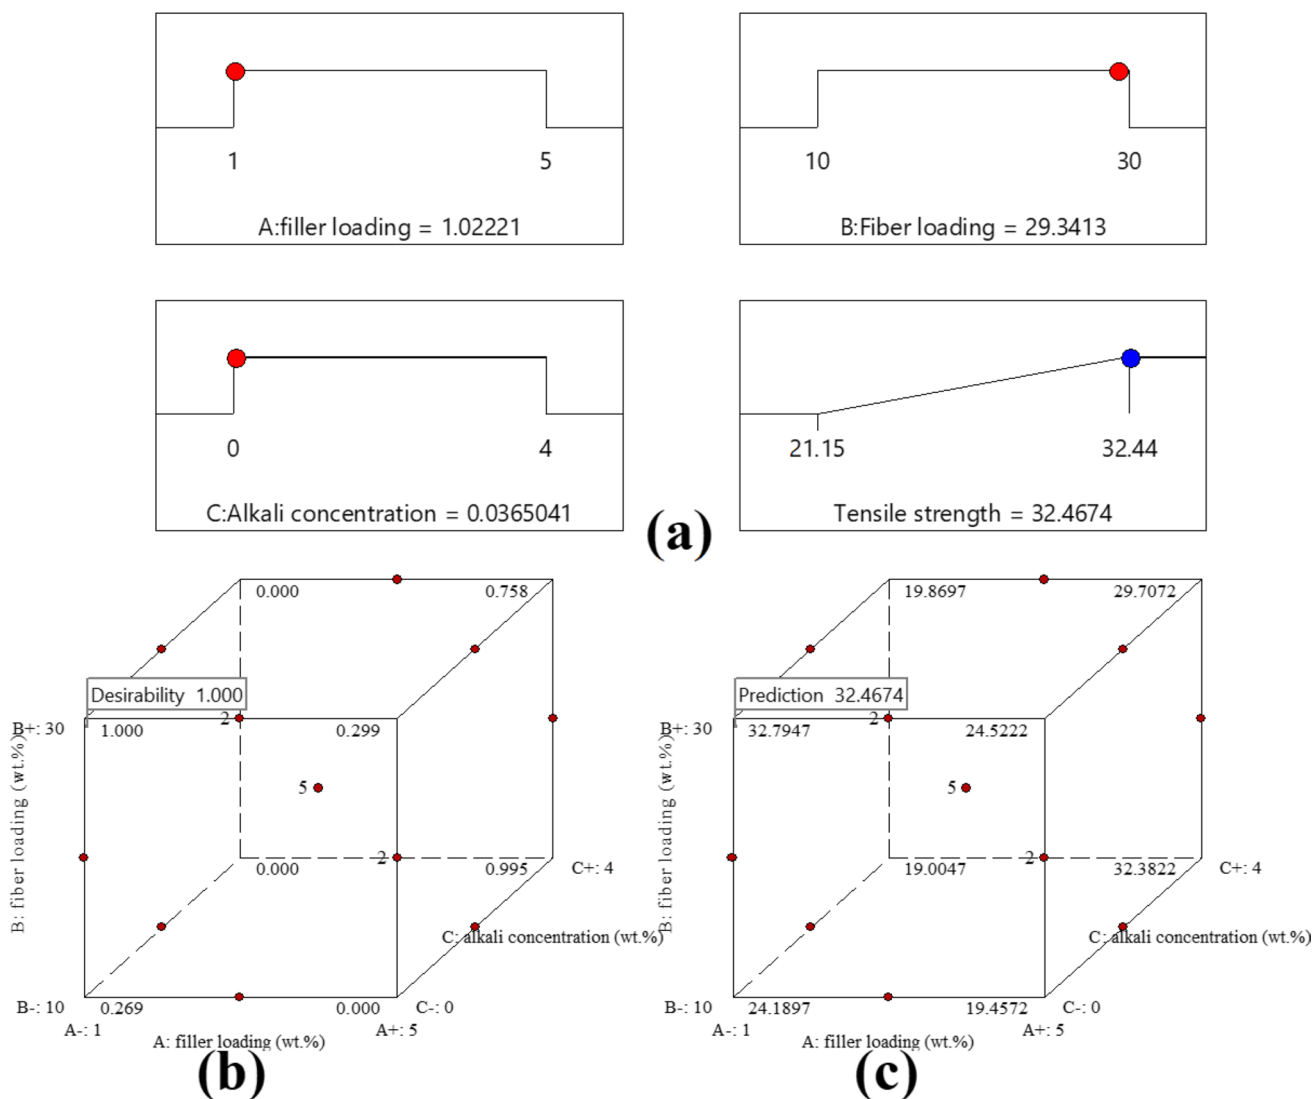 1
5
A:filler loading = 1.02221
10
30
B:Fiber loading = 29.3413
0
4
C:Alkali concentration = 0.0365041
21.15
32.44
Tensile strength = 32.4674
(a)
0.000
0.758
Desirability 1.000
B+: 30
1.000
2
0.299
5
B: fiber loading (wt.%)
2
0.000
0.995
C+: 4
C: alkali concentration (wt.%)
B-: 10
0.269
0.000
C-: 0
A-: 1
A+: 5
A: filler loading (wt.%)
(b)
19.8697
29.7072
Prediction 32.4674
B+: 30
32.7947
2
24.5222
5
B: fiber loading (wt.%)
2
19.0047
32.3822
C+: 4
C: alkali concentration (wt.%)
B-: 10
24.1897
19.4572
C-: 0
A-: 1
A+: 5
A: filler loading (wt.%)
(c)